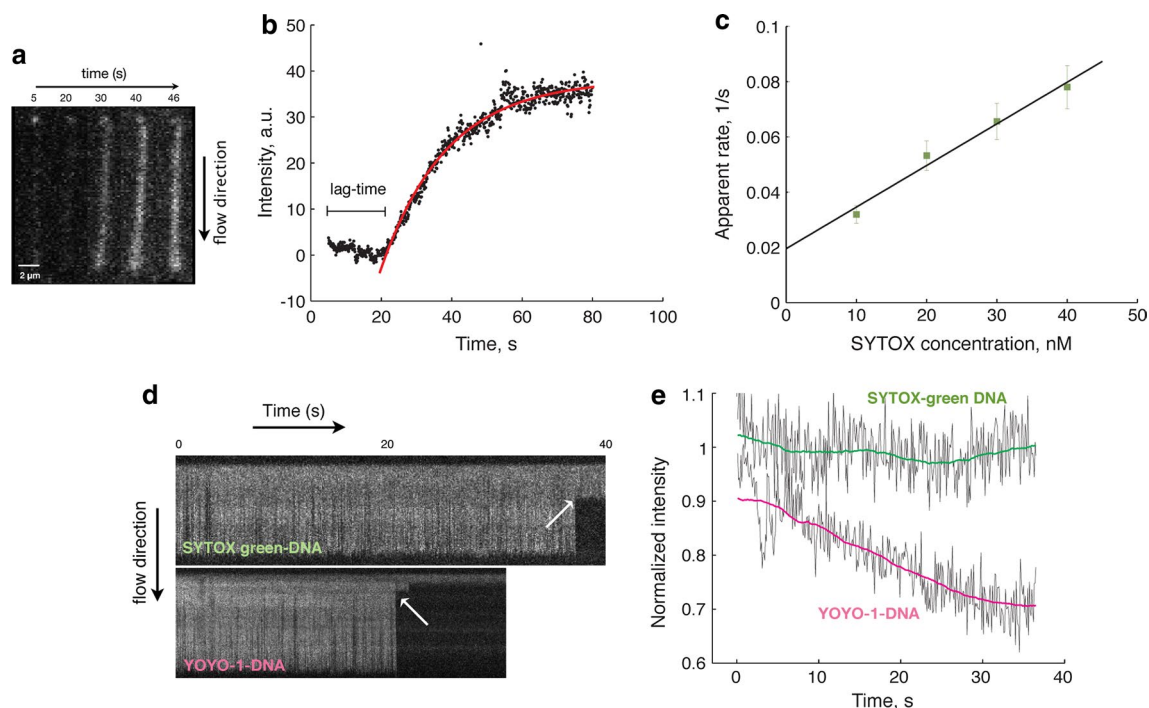 a
time (s)
5 20 30 40 46
flow direction
2 µm
b
50
40
30
20
10
0
-10
Intensity, a.u.
lag-time
0 20 40 60 80 100
Time, s
c
0.1
0.08
0.06
0.04
0.02
0
Apparent rate, 1/s
0 10 20 30 40 50
SYTOX concentration, nM
d
Time (s)
0 20 40
flow direction
SYTOX green-DNA
YOYO-1-DNA
e
1.1
1
0.9
0.8
0.7
0.6
Normalized intensity
SYTOX-green DNA
YOYO-1-DNA
0 10 20 30 40
Time, s